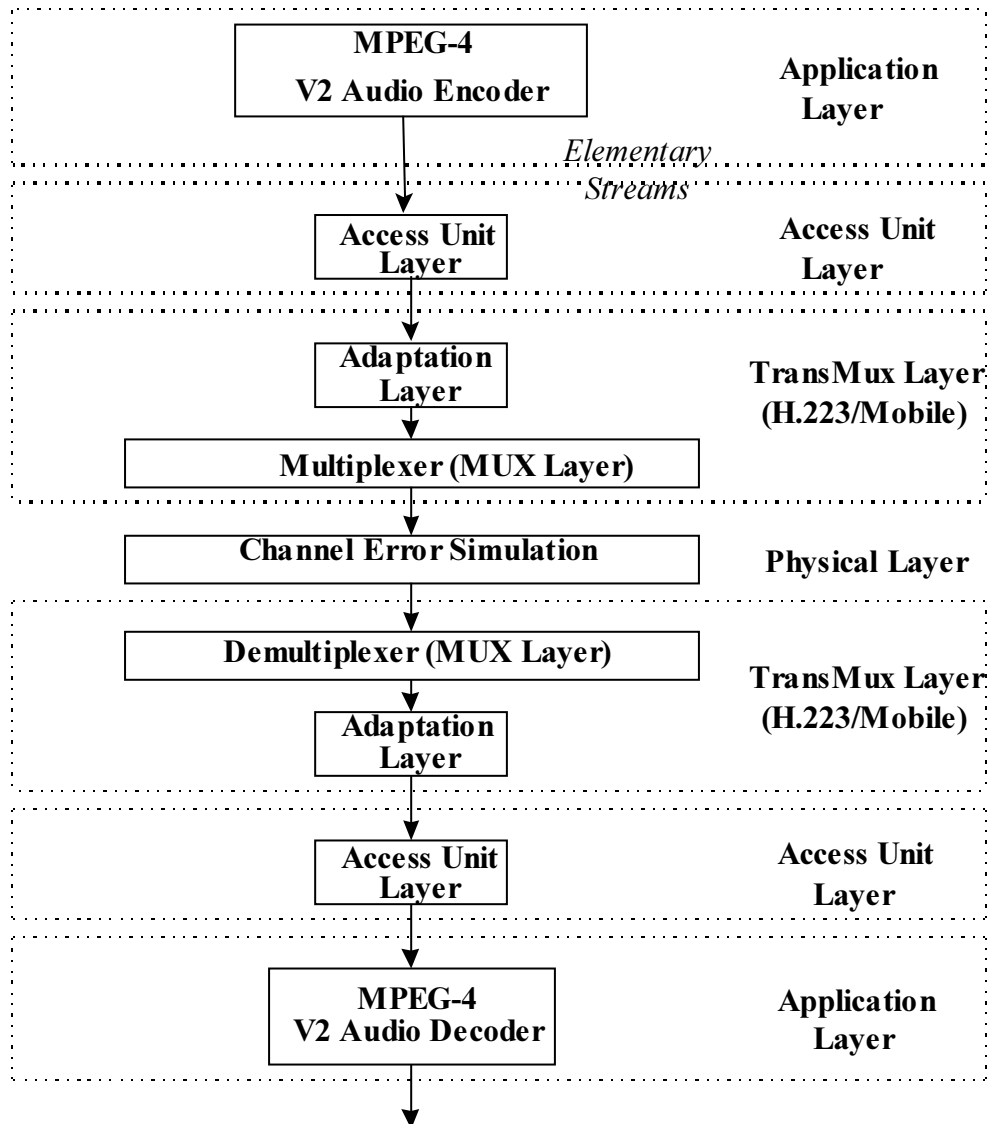 MPEG-4
V2 Audio Encoder
Application
Layer
Elementary
Streams
Access Unit
Layer
Access Unit
Layer
Adaptation
Layer
TransMux Layer
(H.223/Mobile)
Multiplexer (MUX Layer)
Channel Error Simulation
Physical Layer
Demultiplexer (MUX Layer)
TransMux Layer
(H.223/Mobile)
Adaptation
Layer
Access Unit
Layer
Access Unit
Layer
MPEG-4
V2 Audio Decoder
Application
Layer